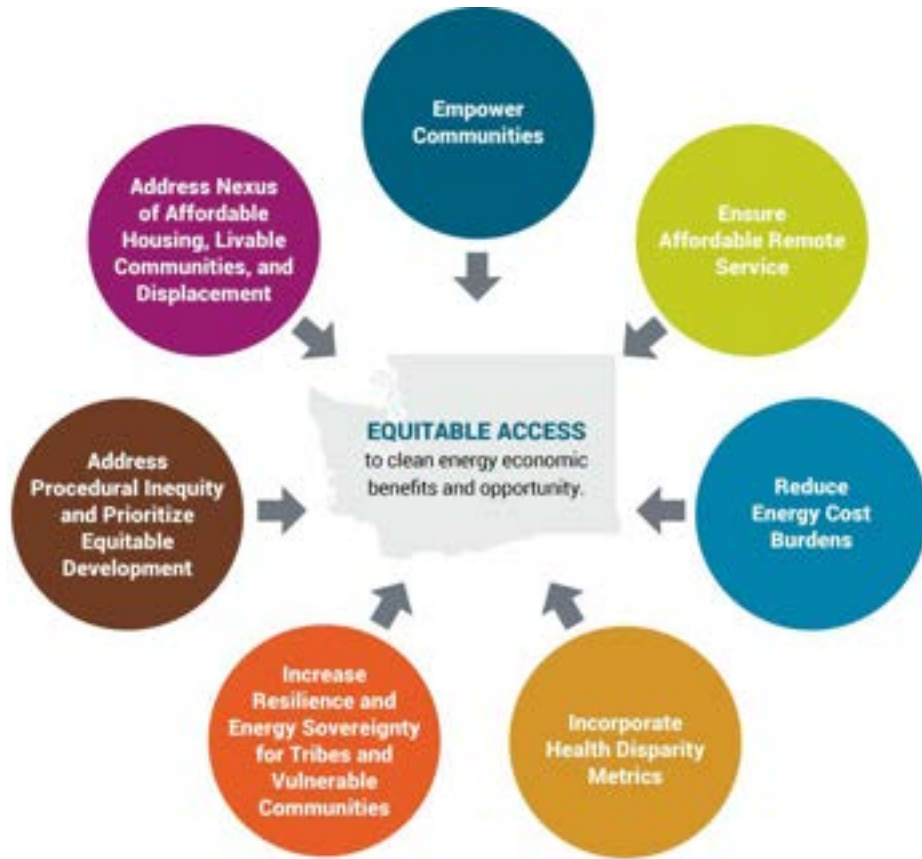 Empower
Communities
Ensure
Affordable Remote
Service
Reduce
Energy Cost
Burdens
Incorporate
Health Disparity
Metrics
Increase
Resilience and
Energy Sovereignty
for Tribes and
Vulnerable
Communities
Address
Procedural Inequity
and Prioritize
Equitable
Development
Address Nexus
of Affordable
Housing, Livable
Communities, and
Displacement
EQUITABLE ACCESS
to clean energy economic
benefits and opportunity.